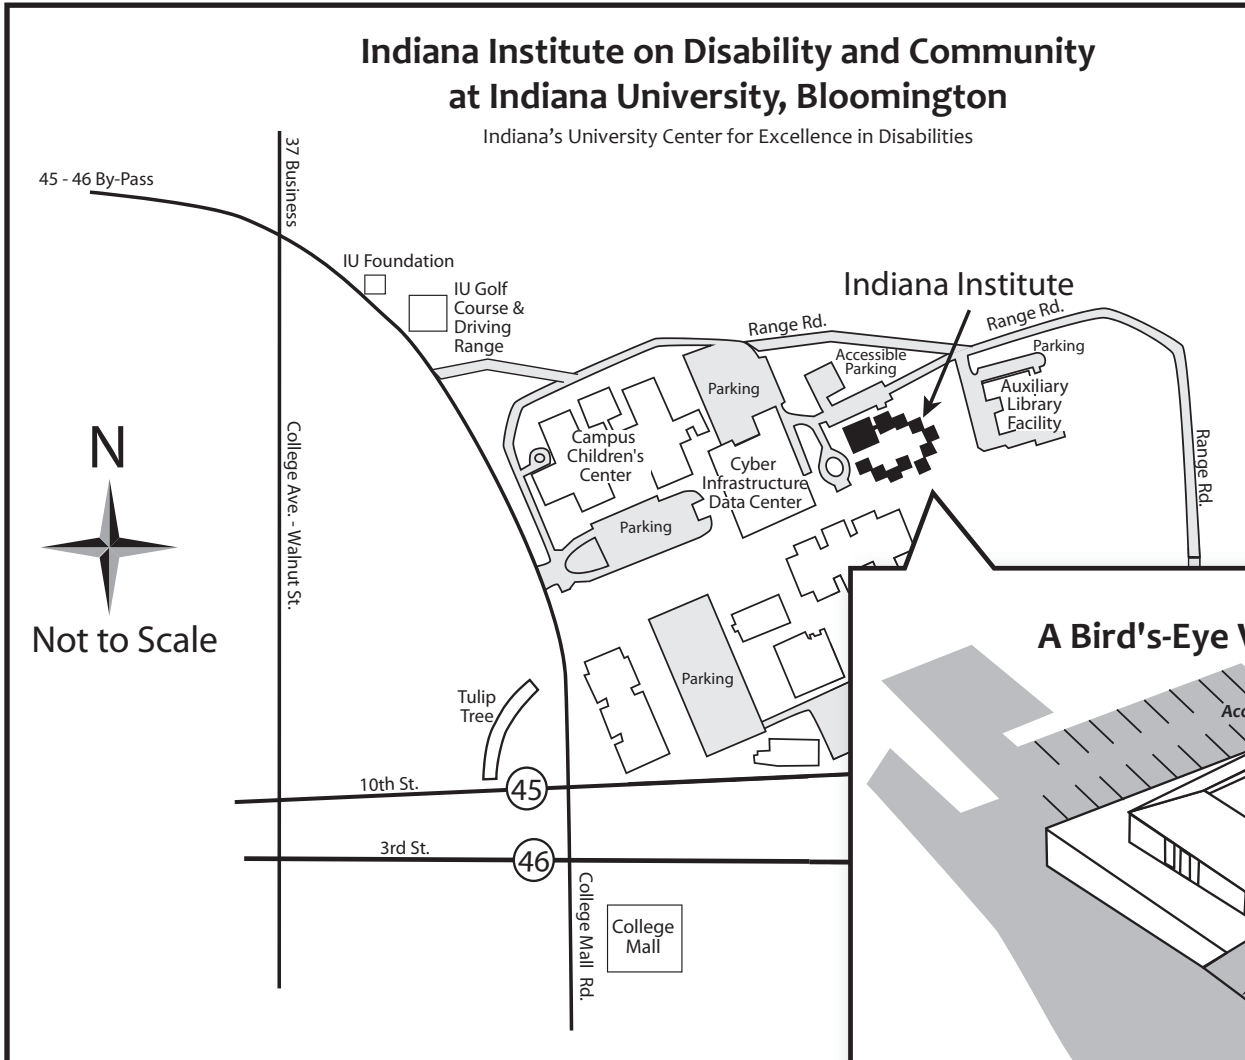 Indiana Institute on Disability and Community
at Indiana University, Bloomington
Indiana's University Center for Excellence in Disabilities
37 Business
45 - 46 By-Pass
IU Foundation
IU Golf
Course &
Driving
Range
Indiana Institute
Range Rd.
Range Rd.
Accessible
Parking
Parking
Parking
Auxiliary
Library
Facility
Range Rd.
N
Not to Scale
College Ave. - Walnut St.
Campus
Children's
Center
Cyber
Infrastructure
Data Center
Parking
Parking
Tulip
Tree
10th St.
45
3rd St.
46
College Mall Rd.
College
Mall
A Bird's-Eye